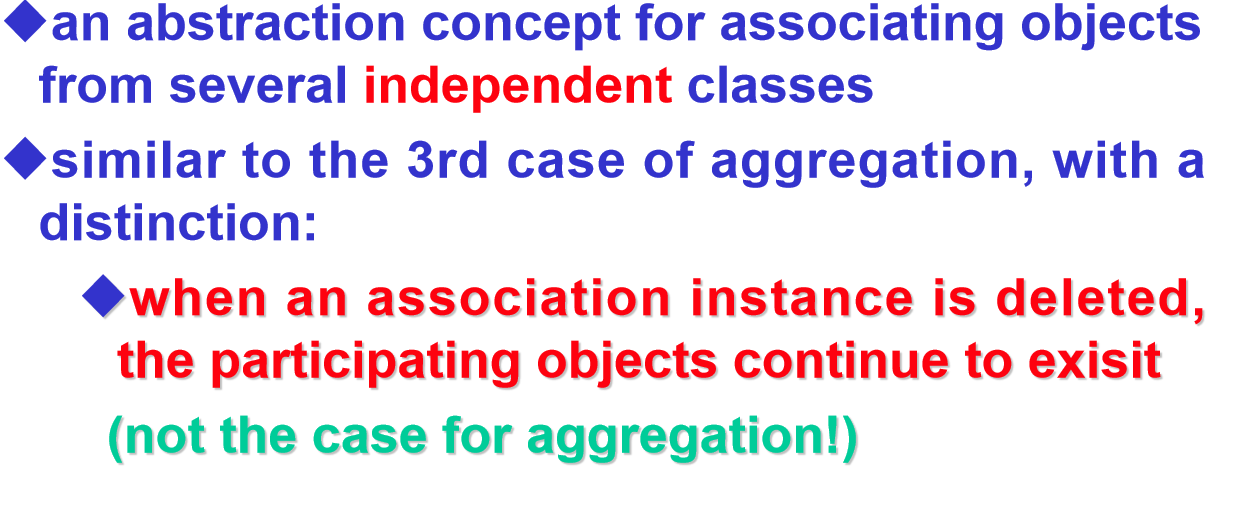 ◆an abstraction concept for associating objects
from several independent classes
◆similar to the 3rd case of aggregation, with a
distinction:
◆when an association instance is deleted,
the participating objects continue to exisit
(not the case for aggregation!)